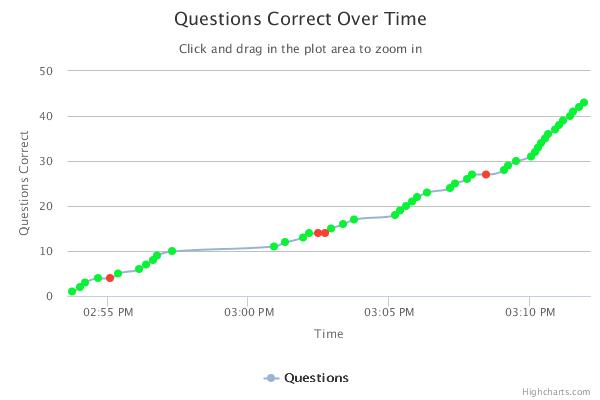 Questions Correct Over Time
Click and drag in the plot area to zoom in
Questions Correct
50
40
30
20
10
0
02:55 PM 03:00 PM 03:05 PM 03:10 PM
Time
Questions
Highcharts.com